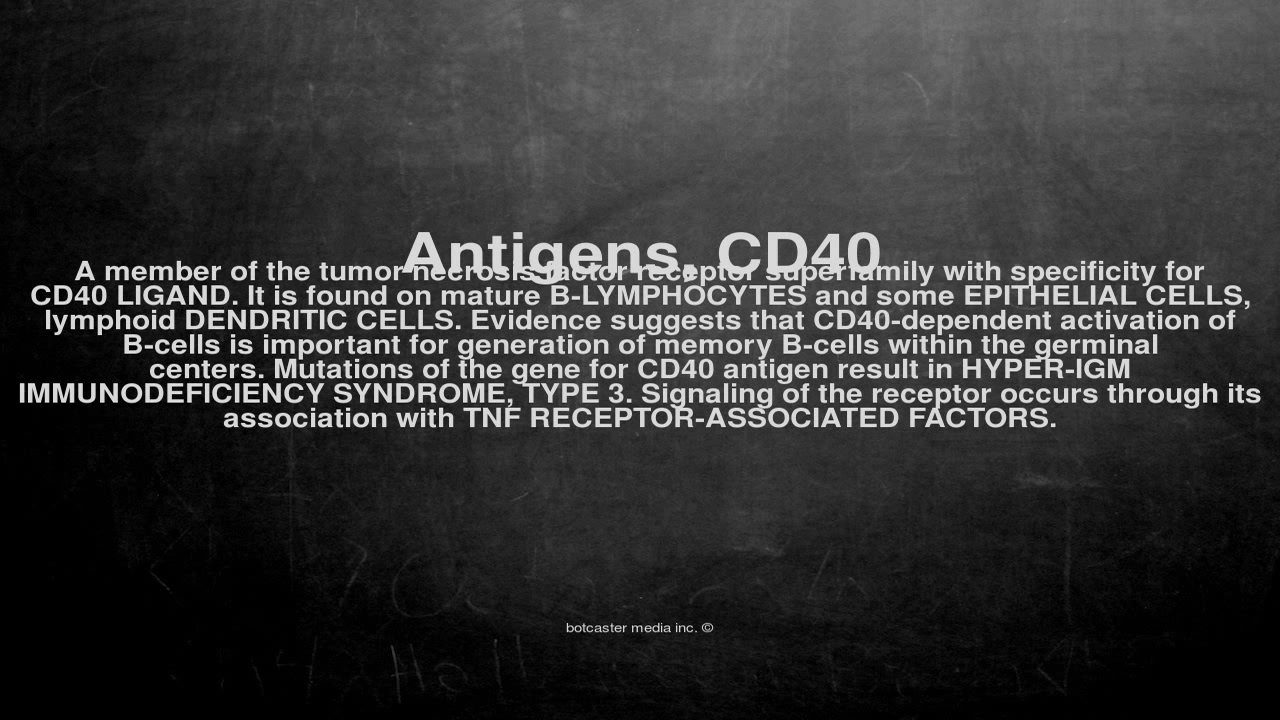 Antigens, CD40
A member of the tumor necrosis factor receptor superfamily with specificity for
CD40 LIGAND. It is found on mature B-LYMPHOCYTES and some EPITHELIAL CELLS,
lymphoid DENDRITIC CELLS. Evidence suggests that CD40-dependent activation of
B-cells is important for generation of memory B-cells within the germinal
centers. Mutations of the gene for CD40 antigen result in HYPER-IGM
IMMUNODEFICIENCY SYNDROME, TYPE 3. Signaling of the receptor occurs through its
association with TNF RECEPTOR-ASSOCIATED FACTORS.
botcaster media inc. ©